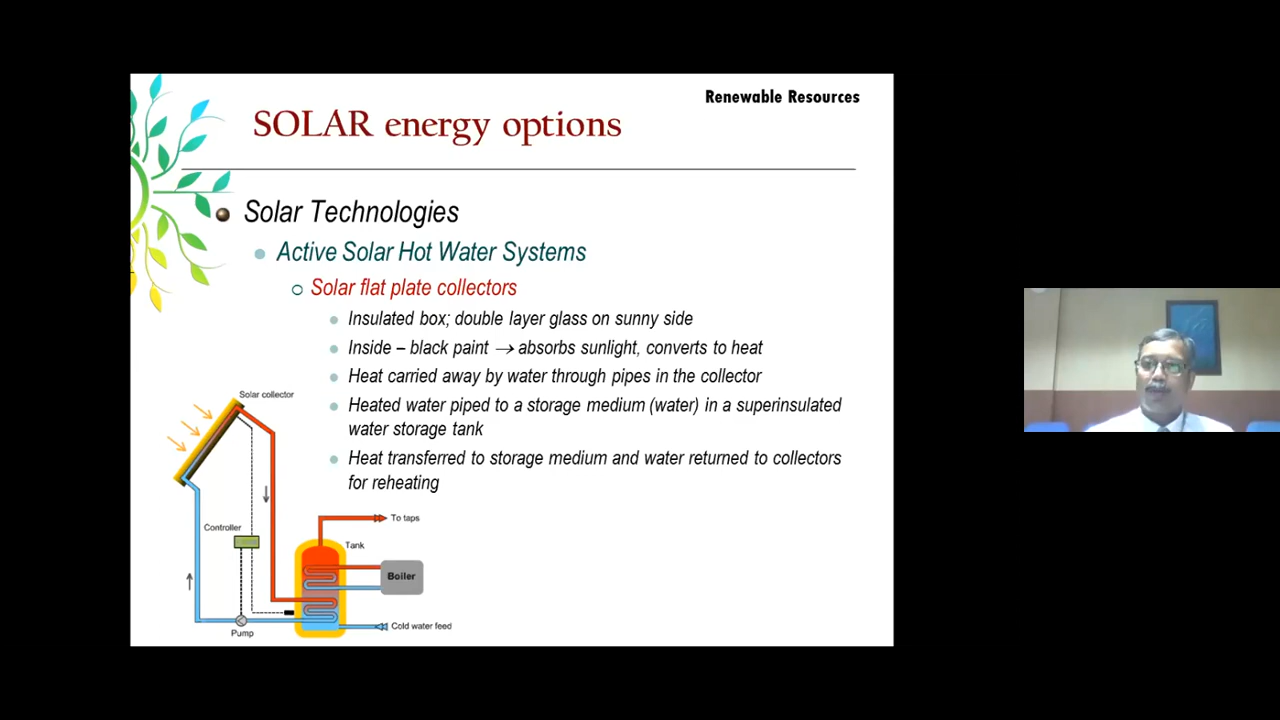 Renewable Resources
SOLAR energy options
Solar Technologies
Active Solar Hot Water Systems
Solar flat plate collectors
Insulated box; double layer glass on sunny side
Inside – black paint → absorbs sunlight, converts to heat
Heat carried away by water through pipes in the collector
Heated water piped to a storage medium (water) in a superinsulated
water storage tank
Heat transferred to storage medium and water returned to collectors
for reheating
Solar collector
Controller
To taps
Tank
Boiler
Cold water feed
Pump